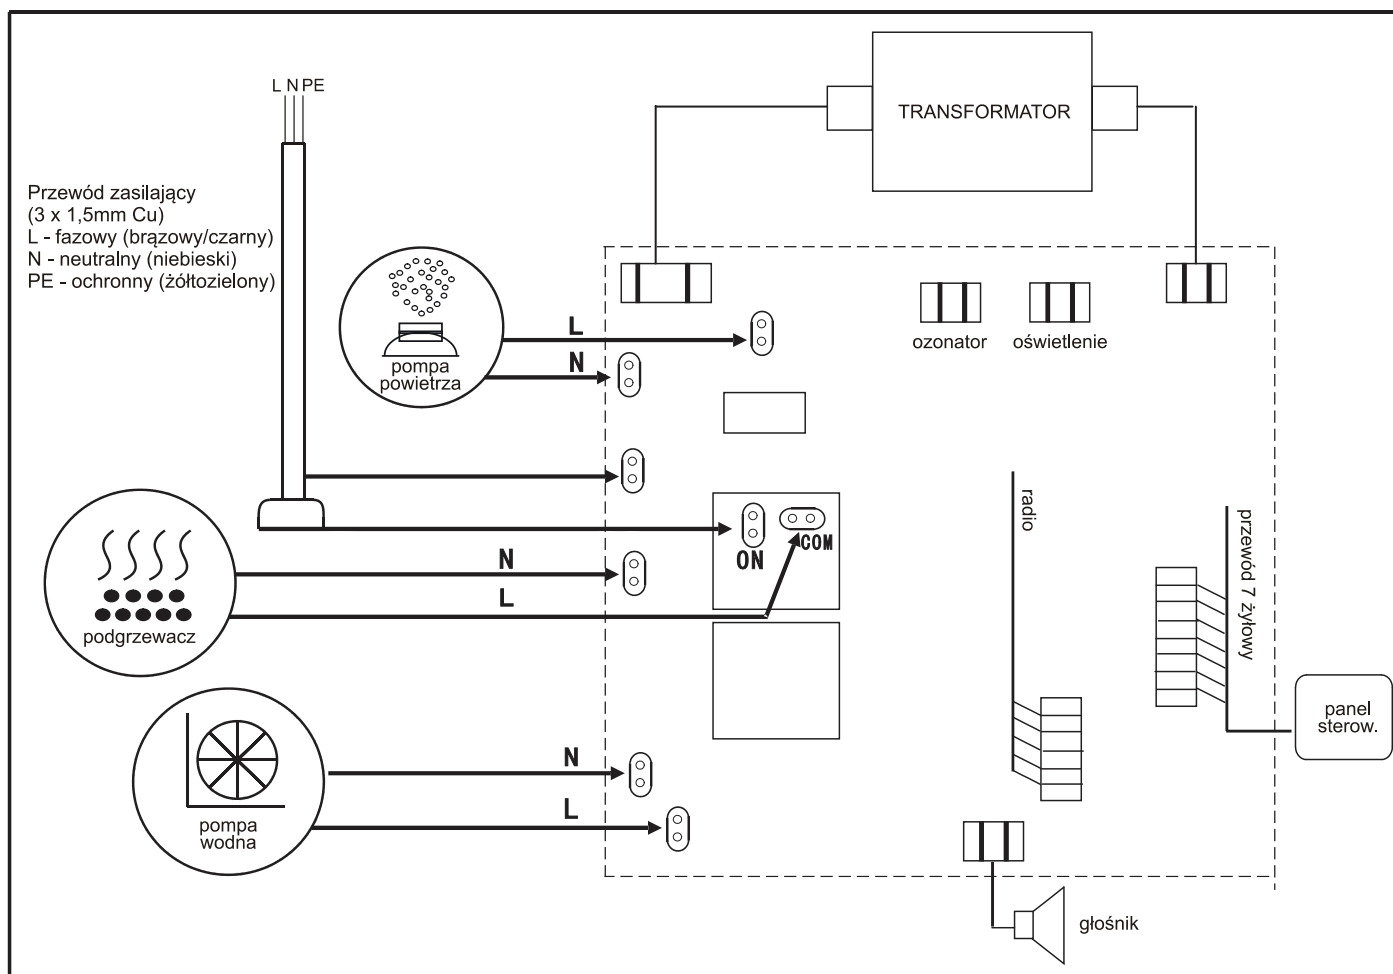 L N PE
TRANSFORMATOR
Przewód zasilający
(3 x 1,5mm Cu)
L - fazowy (brązowy/czarny)
N - neutralny (niebieski)
PE - ochronny (żółtozielony)
L
N
pompa
powietrza
ozonator
oświetlenie
radio
przewód 7 żyłowy
ON
COM
N
L
podgrzewacz
panel
sterow.
N
L
pompa
wodna
głośnik